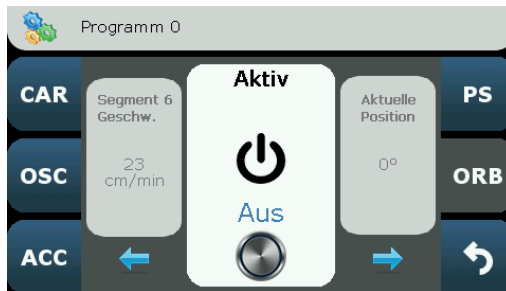 Programm 0
CAR
OSC
ACC
Segment 6
Geschw.
23
cm/min
Aktiv
Aus
Aktuelle
Position
0°
PS
ORB